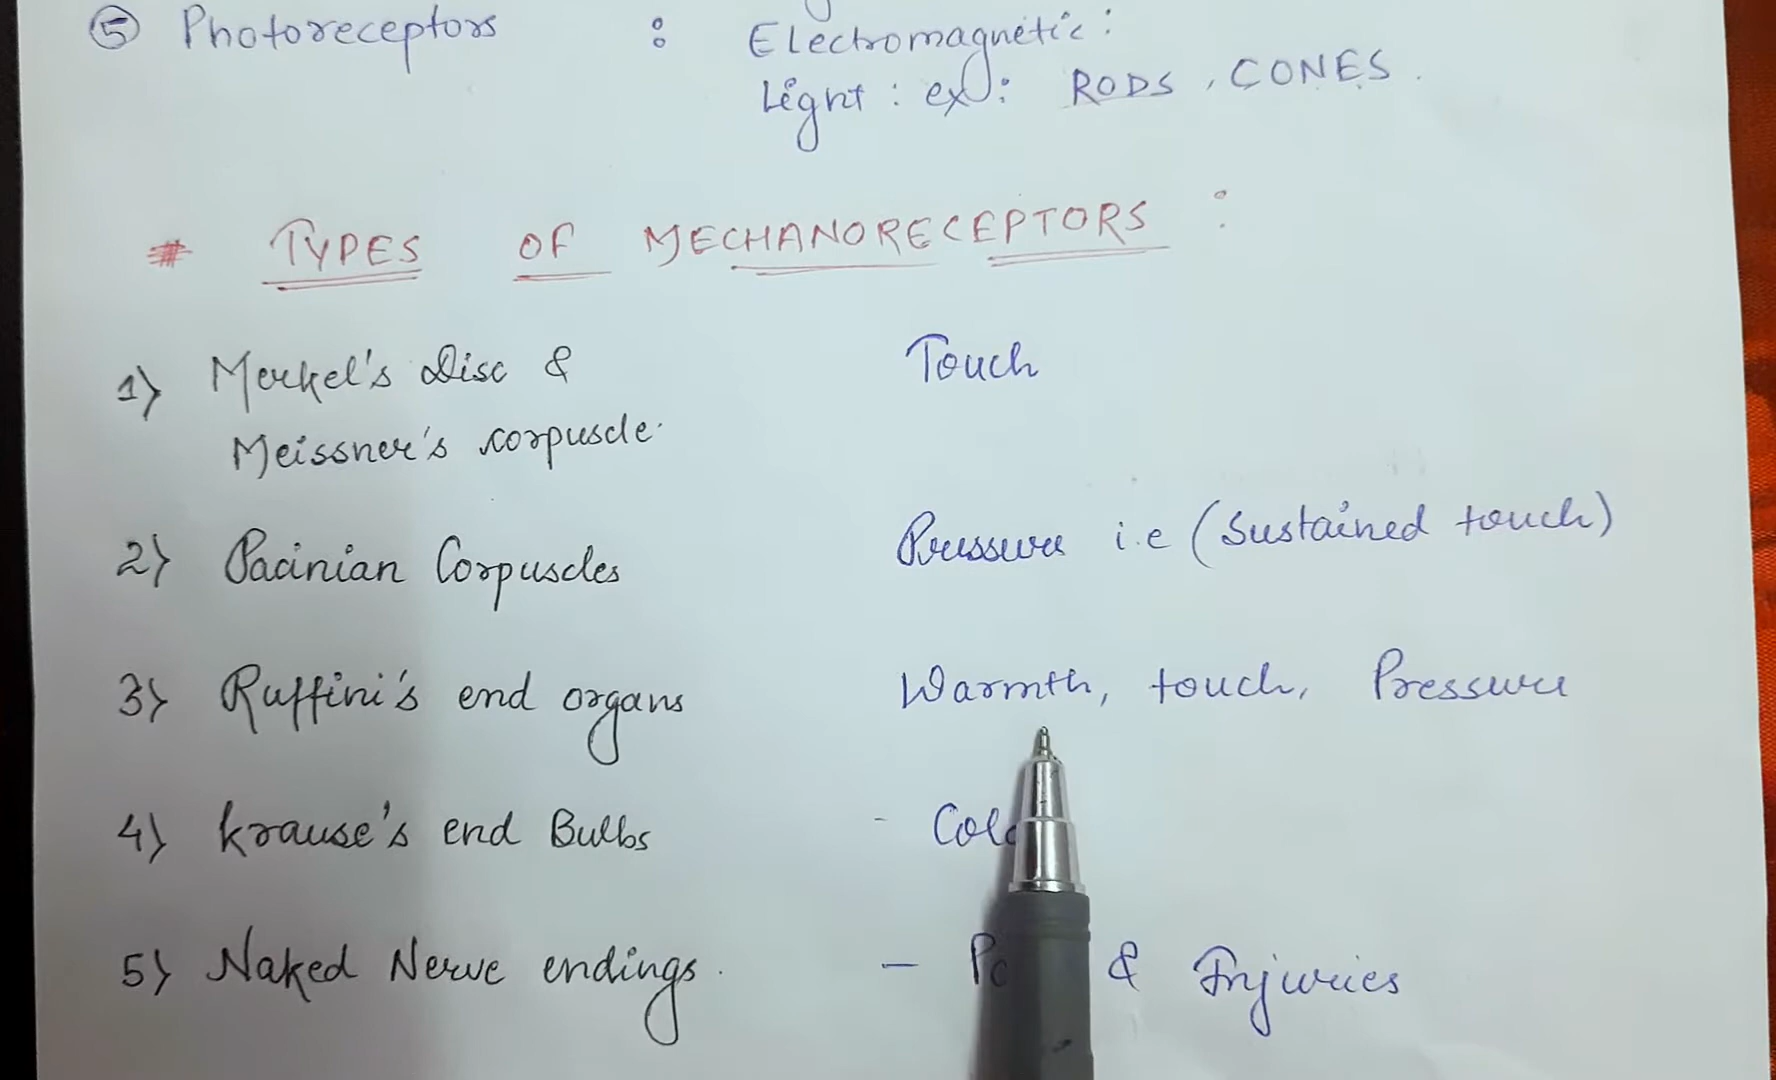 ⑤ Photoreceptors : Electromagnetic :
Light : ex : RODS , CONES .
# TYPES OF MECHANORECEPTORS :
1) Merkel's Disc & Touch
Meissner's corpuscle.
2) Pacinian Corpuscles Pressure i.e (Sustained touch)
3) Ruffini's end organs Warmth, touch, Pressure
4) Krause's end Bulbs - Col
5) Naked Nerve endings. - & Injuries